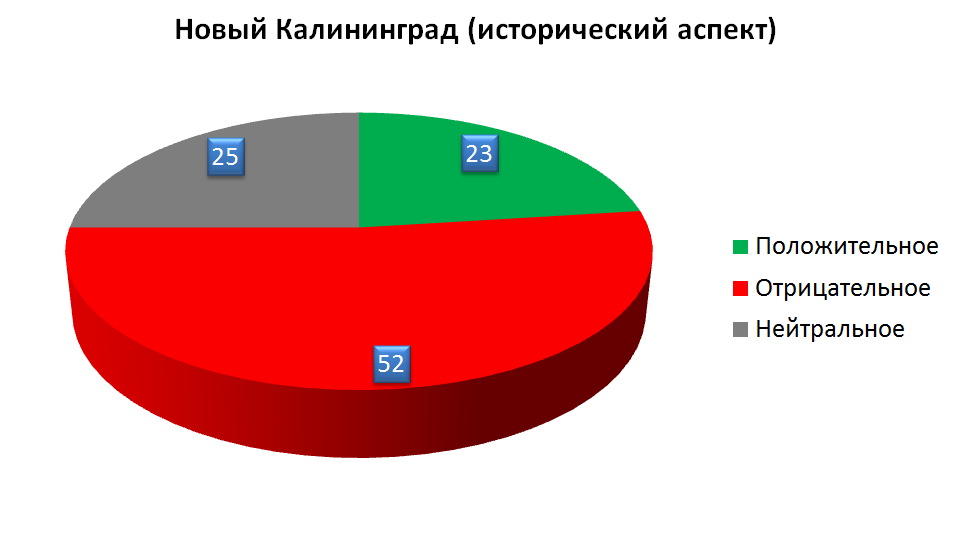 Новый Калининград (исторический аспект)
25
23
52
Положительное
Отрицательное
Нейтральное